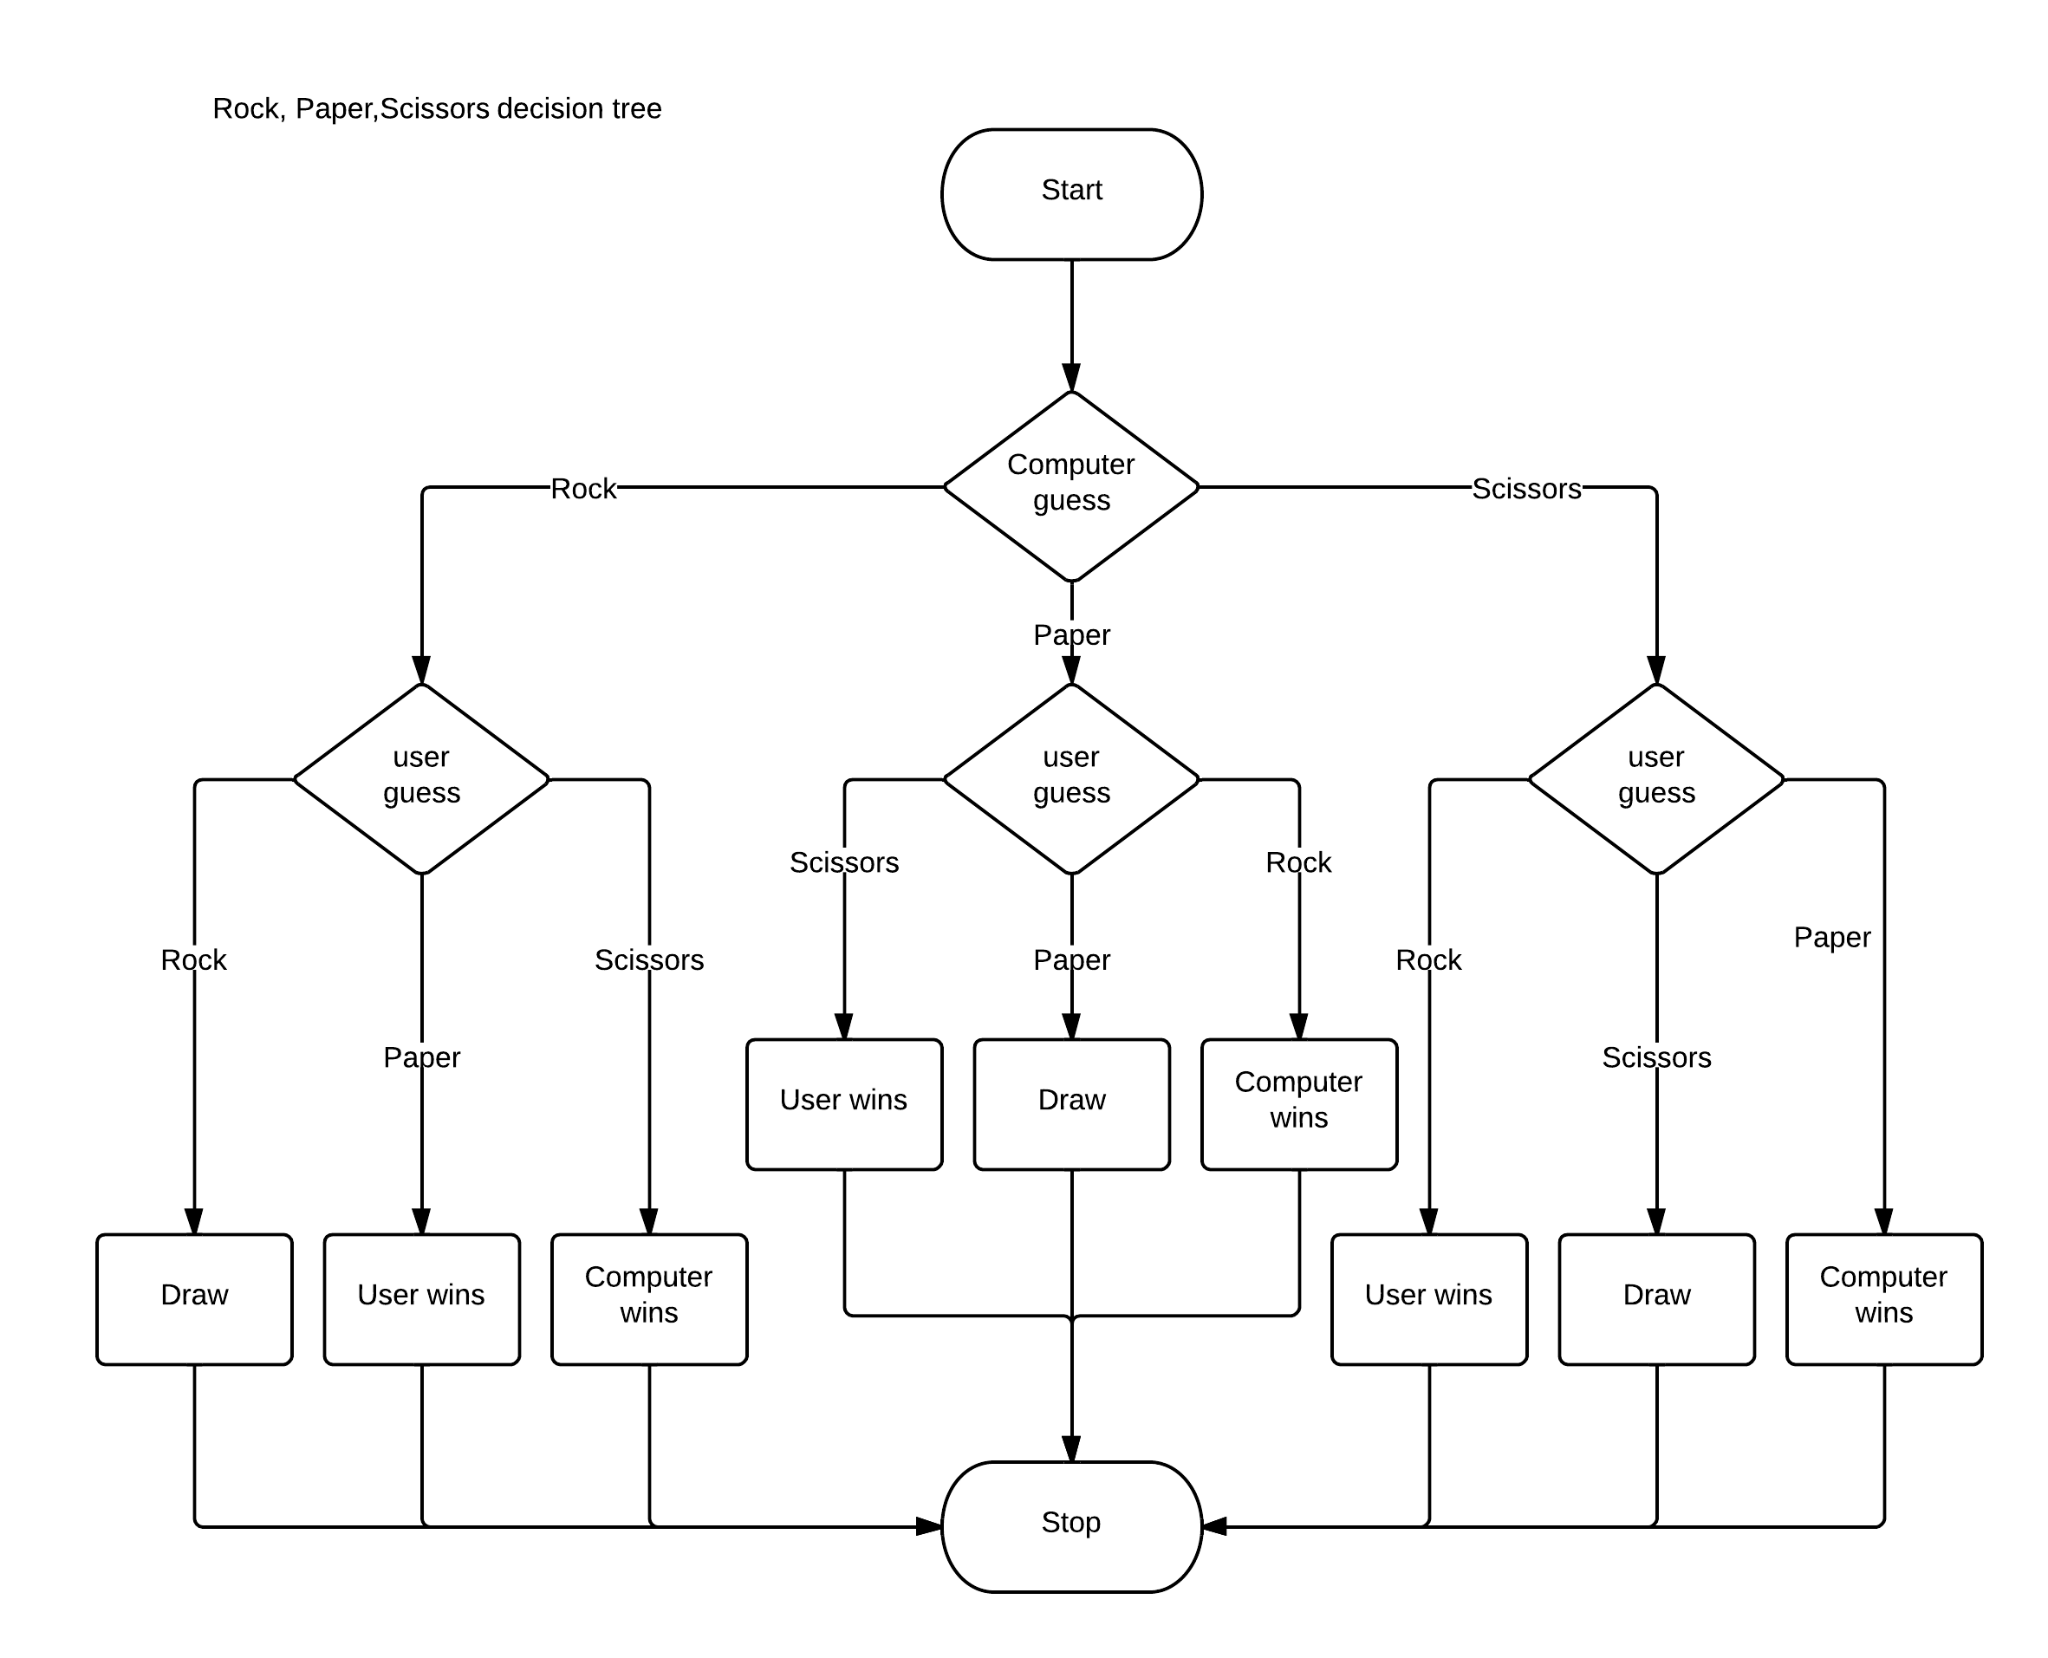 Rock, Paper,Scissors decision tree
Start
Computer
guess
Rock
Scissors
Paper
user
guess
user
guess
user
guess
Scissors
Rock
Paper
Rock
Scissors
Paper
Rock
Paper
Scissors
User wins
Draw
Computer
wins
Draw
User wins
Computer
wins
User wins
Draw
Computer
wins
Stop